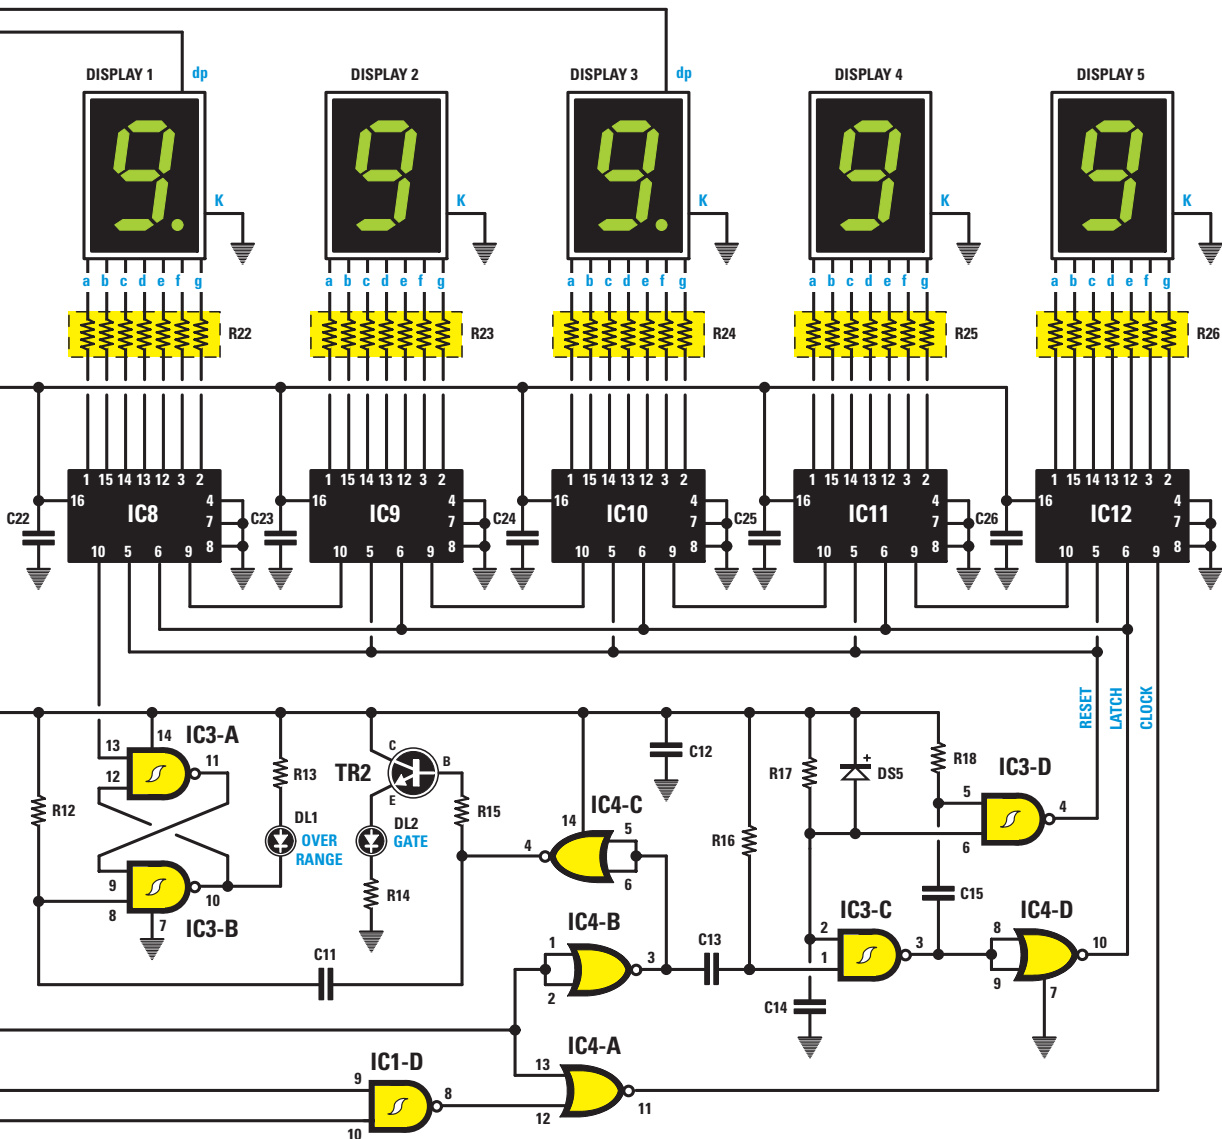 DISPLAY 1 dp DISPLAY 2 DISPLAY 3 dp DISPLAY 4 DISPLAY 5
K K K K K
a b c d e f g a b c d e f g a b c d e f g a b c d e f g a b c d e f g
R22 R23 R24 R25 R26
1 15 14 13 12 3 2 1 15 14 13 12 3 2 1 15 14 13 12 3 2 1 15 14 13 12 3 2 1 15 14 13 12 3 2
16 4 16 4 16 4 16 4 16 4
C22 IC8 7 C23 IC9 7 C24 IC10 7 C25 IC11 7 C26 IC12 7
10 5 6 9 8 10 5 6 9 8 10 5 6 9 8 10 5 6 9 8 10 5 6 9 8
RESET
LATCH
CLOCK
IC3-A
14
13
12
11
R12
9
8
10
7
IC3-B
R13
DL1
OVER
RANGE
TR2
C
B
E
DL2
GATE
R14
R15
C11
IC4-C
14
5
4
6
C12
IC4-B
1
2
3
C13
R16
R17
DS5
+
R18
IC3-D
5
6
4
C15
IC3-C
2
1
3
C14
IC4-D
8
9
10
7
IC1-D
9
10
8
IC4-A
13
12
11